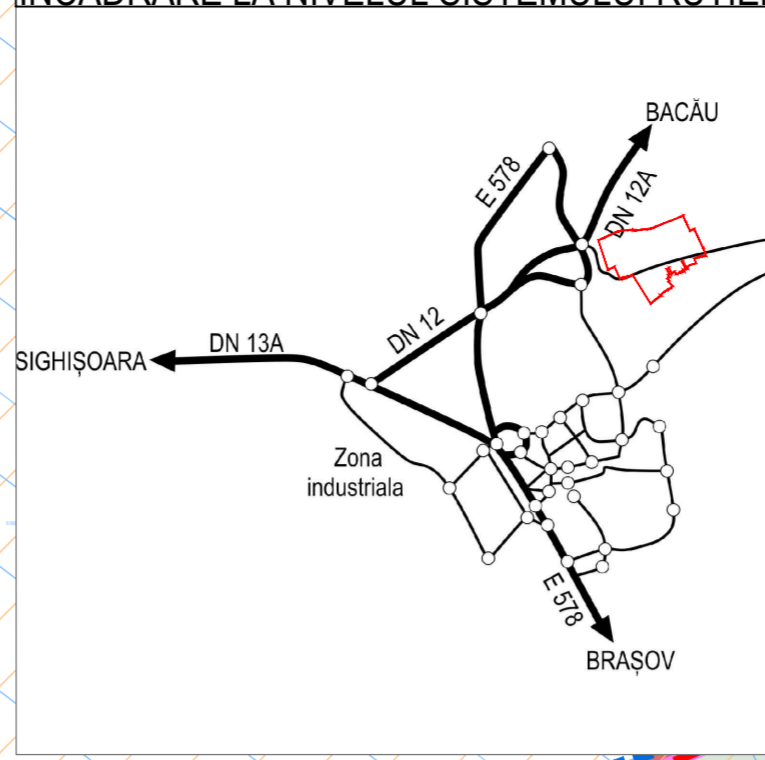 BACĂU
E 578
DN 12A
DN 12
DN 13A
SIGHIȘOARA
Zona
industriala
E 578
BRAȘOV